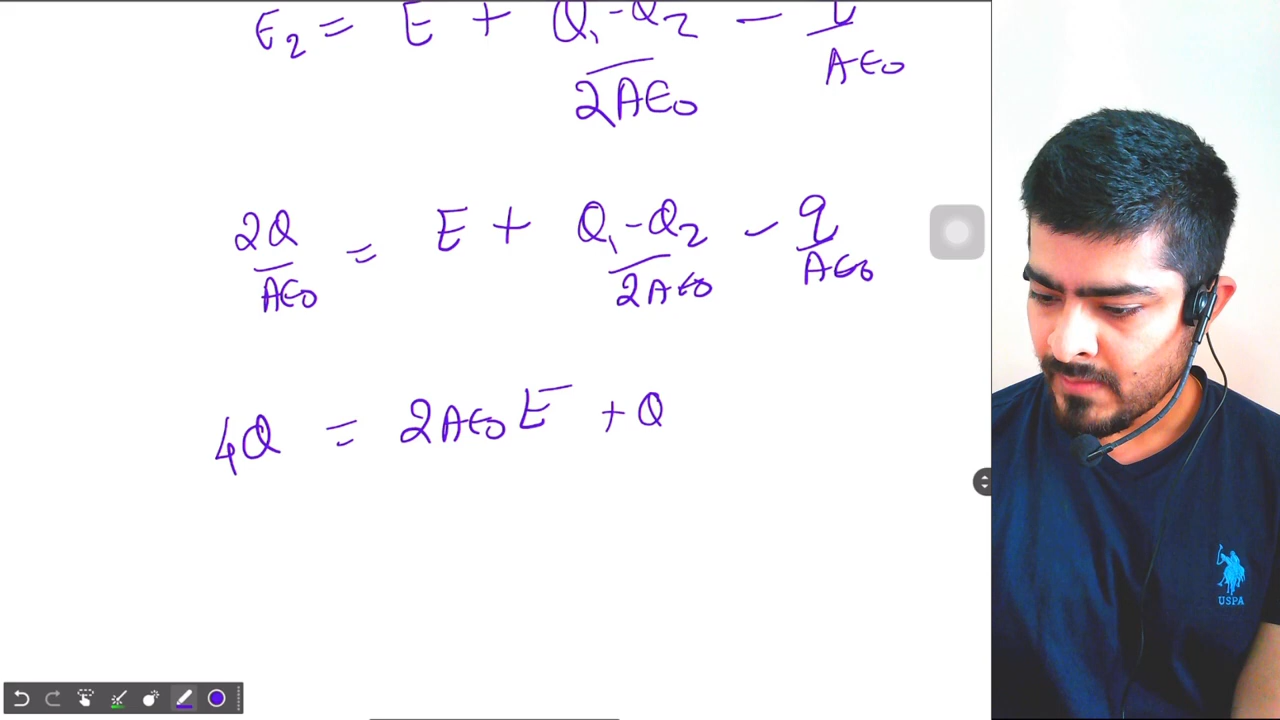 E₂ = E + Q₁-Q₂/2Aϵ₀ - q/Aϵ₀
2Q/Aϵ₀ = E + Q₁-Q₂/2Aϵ₀ - q/Aϵ₀
4Q = 2Aϵ₀E + Q
USPA